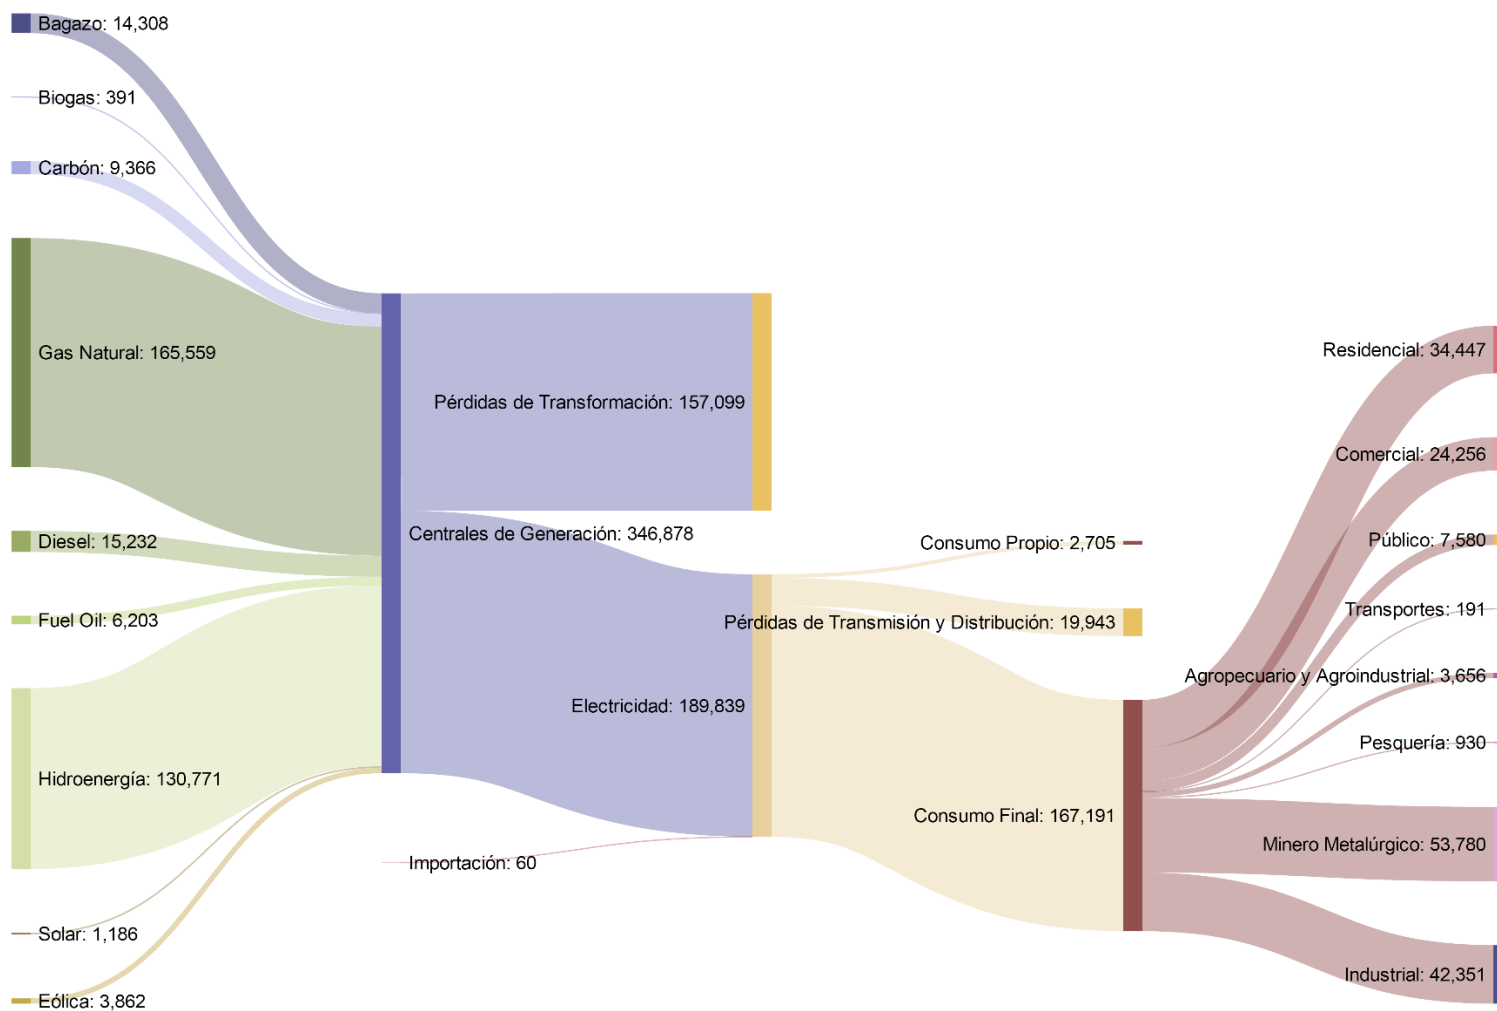 Bagazo: 14,308
Biogas: 391
Carbón: 9,366
Gas Natural: 165,559
Diesel: 15,232
Fuel Oil: 6,203
Hidroenergía: 130,771
Solar: 1,186
Eólica: 3,862
Centrales de Generación: 346,878
Importación: 60
Pérdidas de Transformación: 157,099
Electricidad: 189,839
Consumo Propio: 2,705
Pérdidas de Transmisión y Distribución: 19,943
Consumo Final: 167,191
Residencial: 34,447
Comercial: 24,256
Público: 7,580
Transportes: 191
Agropecuario y Agroindustrial: 3,656
Pesquería: 930
Minero Metalúrgico: 53,780
Industrial: 42,351